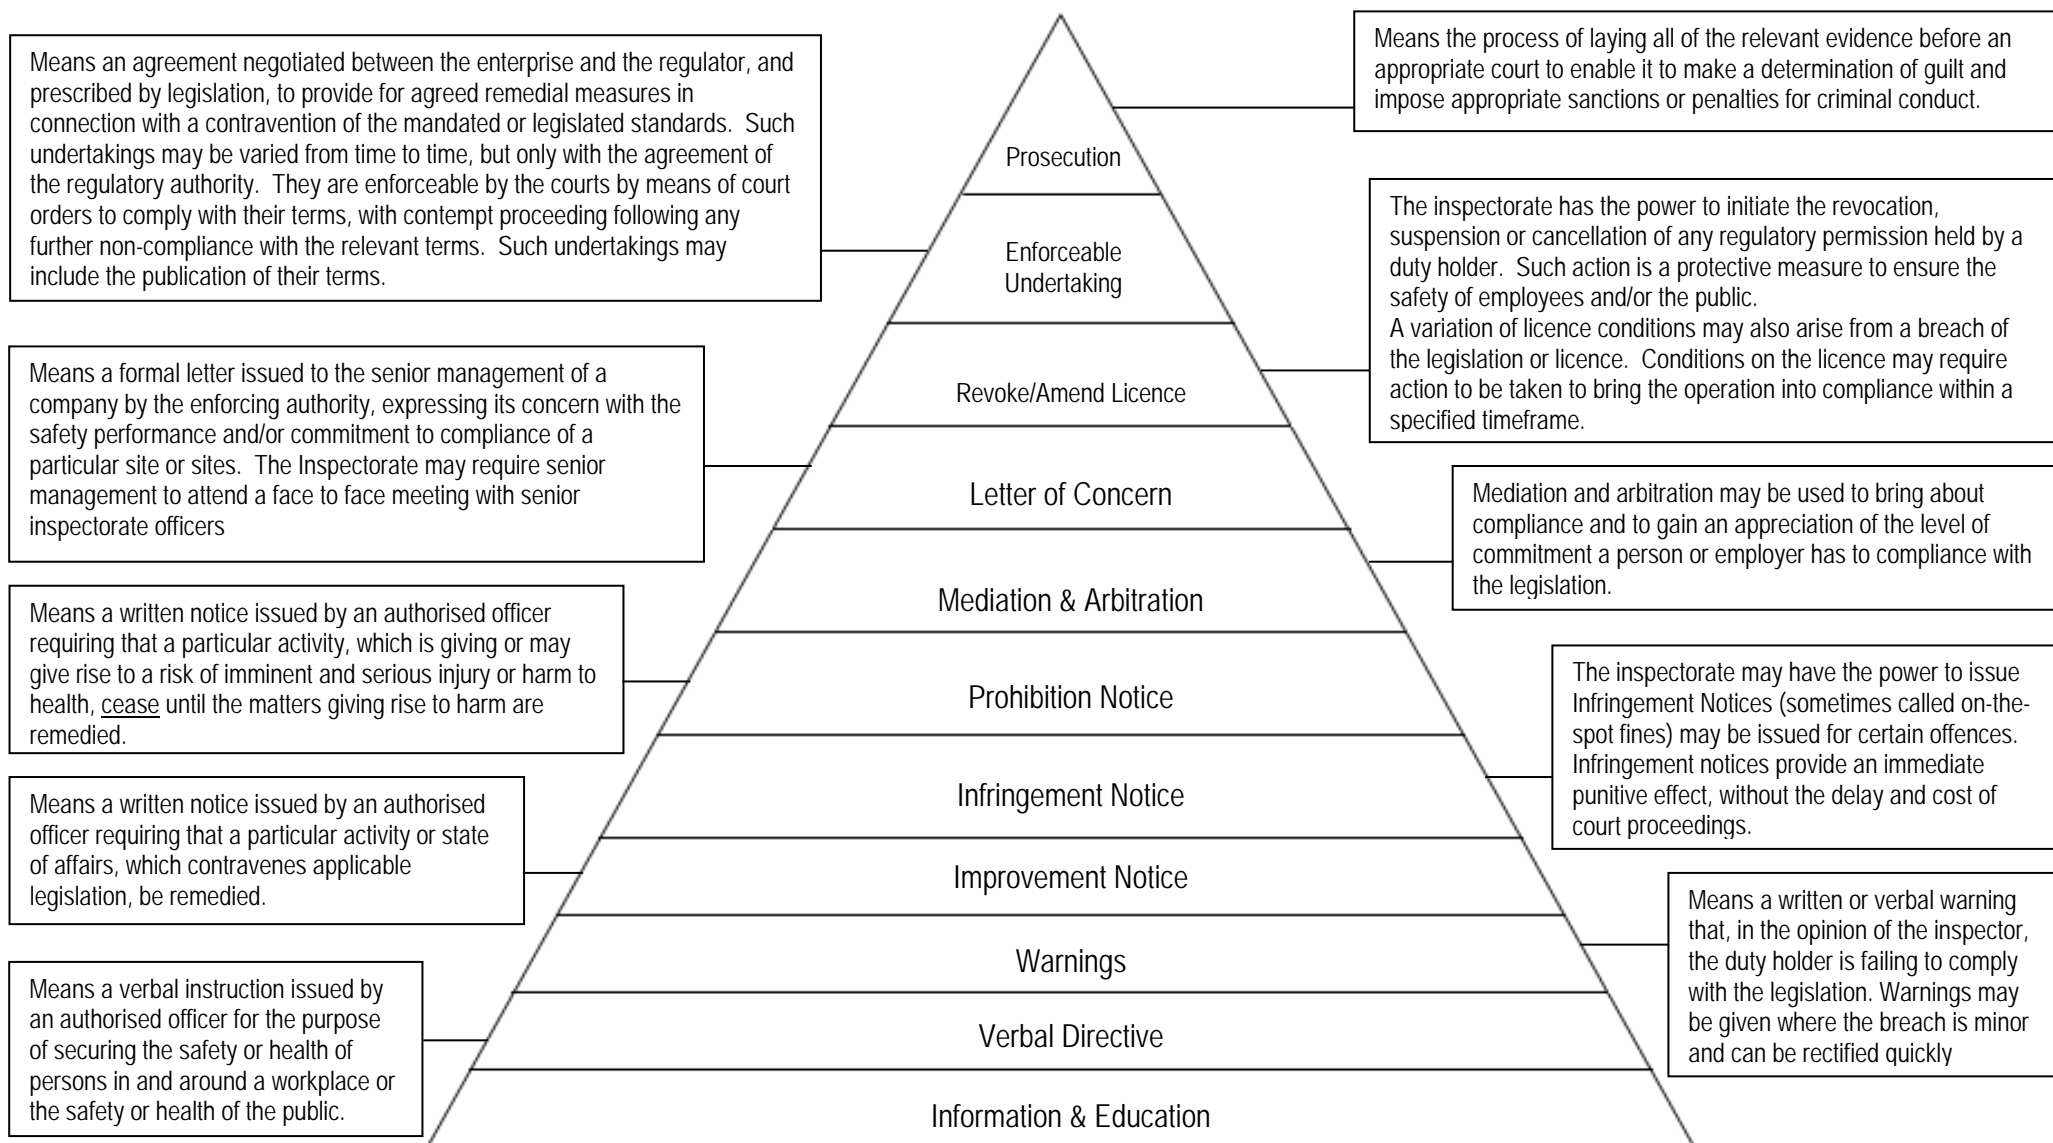 Means an agreement negotiated between the enterprise and the regulator, and
prescribed by legislation, to provide for agreed remedial measures in
connection with a contravention of the mandated or legislated standards. Such
undertakings may be varied from time to time, but only with the agreement of
the regulatory authority. They are enforceable by the courts by means of court
orders to comply with their terms, with contempt proceeding following any
further non-compliance with the relevant terms. Such undertakings may
include the publication of their terms.
Means a formal letter issued to the senior management of a
company by the enforcing authority, expressing its concern with the
safety performance and/or commitment to compliance of a
particular site or sites. The Inspectorate may require senior
management to attend a face to face meeting with senior
inspectorate officers
Means a written notice issued by an authorised officer
requiring that a particular activity, which is giving or may
give rise to a risk of imminent and serious injury or harm to
health, cease until the matters giving rise to harm are
remedied.
Means a written notice issued by an authorised
officer requiring that a particular activity or state
of affairs, which contravenes applicable
legislation, be remedied.
Means a verbal instruction issued by
an authorised officer for the purpose
of securing the safety or health of
persons in and around a workplace or
the safety or health of the public.
Prosecution
Enforceable
Undertaking
Revoke/Amend Licence
Letter of Concern
Mediation & Arbitration
Prohibition Notice
Infringement Notice
Improvement Notice
Warnings
Verbal Directive
Information & Education
Means the process of laying all of the relevant evidence before an
appropriate court to enable it to make a determination of guilt and
impose appropriate sanctions or penalties for criminal conduct.
The inspectorate has the power to initiate the revocation,
suspension or cancellation of any regulatory permission held by a
duty holder. Such action is a protective measure to ensure the
safety of employees and/or the public.
A variation of licence conditions may also arise from a breach of
the legislation or licence. Conditions on the licence may require
action to be taken to bring the operation into compliance within a
specified timeframe.
Mediation and arbitration may be used to bring about
compliance and to gain an appreciation of the level of
commitment a person or employer has to compliance with
the legislation.
The inspectorate may have the power to issue
Infringement Notices (sometimes called on-the-
spot fines) may be issued for certain offences.
Infringement notices provide an immediate
punitive effect, without the delay and cost of
court proceedings.
Means a written or verbal warning
that, in the opinion of the inspector,
the duty holder is failing to comply
with the legislation. Warnings may
be given where the breach is minor
and can be rectified quickly